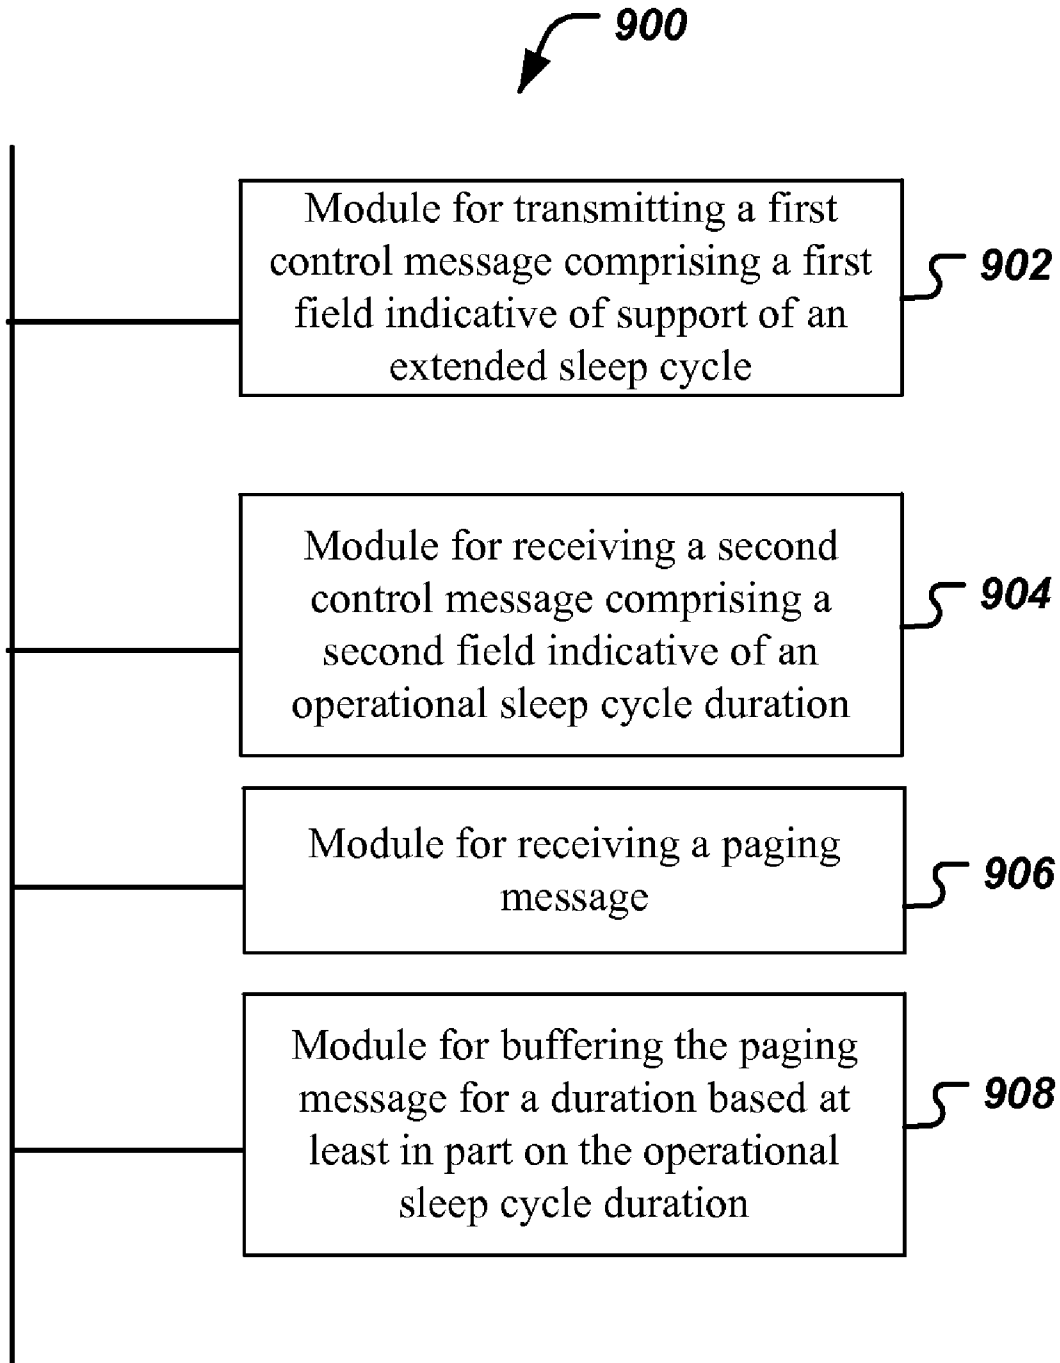 900
Module for transmitting a first
control message comprising a first
field indicative of support of an
extended sleep cycle
902
Module for receiving a second
control message comprising a
second field indicative of an
operational sleep cycle duration
904
Module for receiving a paging
message
906
Module for buffering the paging
message for a duration based at
least in part on the operational
sleep cycle duration
908